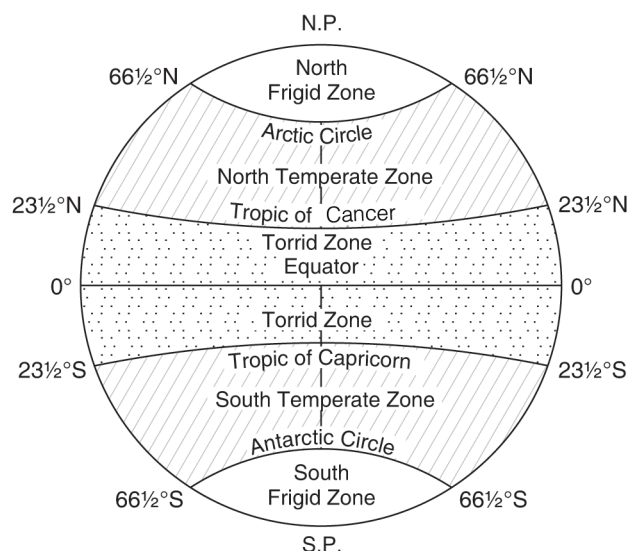 N.P.
North
Frigid Zone
66½°N
66½°N
Arctic Circle
North Temperate Zone
23½°N
23½°N
Tropic of Cancer
Torrid Zone
Equator
0°
0°
Torrid Zone
Tropic of Capricorn
23½°S
23½°S
South Temperate Zone
Antarctic Circle
South
Frigid Zone
66½°S
66½°S
S.P.